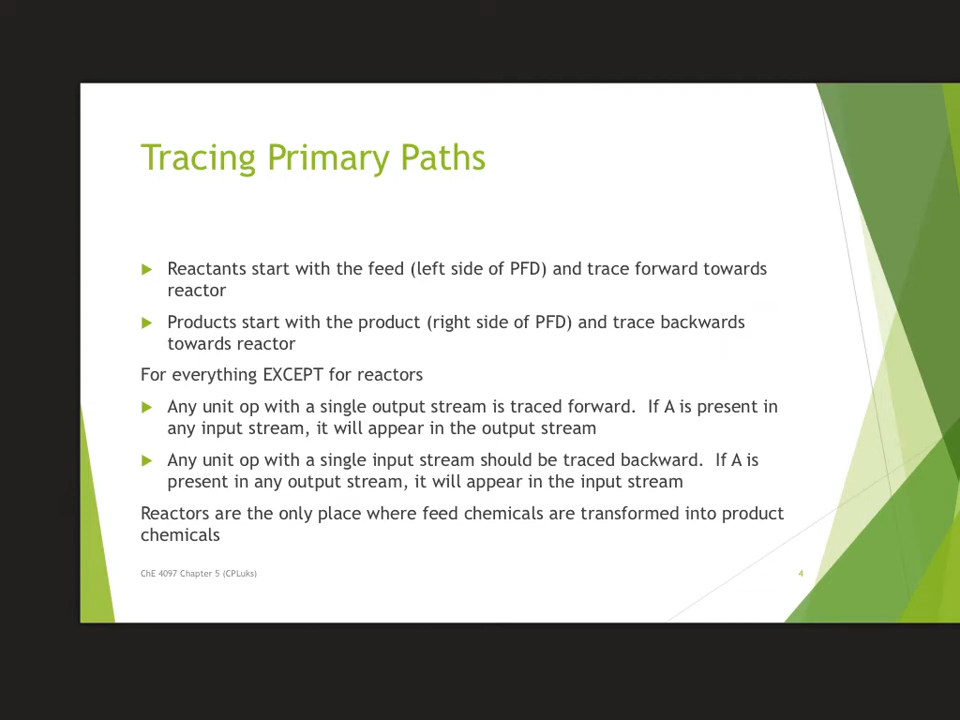 Tracing Primary Paths
Reactants start with the feed (left side of PFD) and trace forward towards
reactor
Products start with the product (right side of PFD) and trace backwards
towards reactor
For everything EXCEPT for reactors
Any unit op with a single output stream is traced forward.  If A is present in
any input stream, it will appear in the output stream
Any unit op with a single input stream should be traced backward.  If A is
present in any output stream, it will appear in the input stream
Reactors are the only place where feed chemicals are transformed into product
chemicals
ChE 4097 Chapter 5 (CPLuks)
4